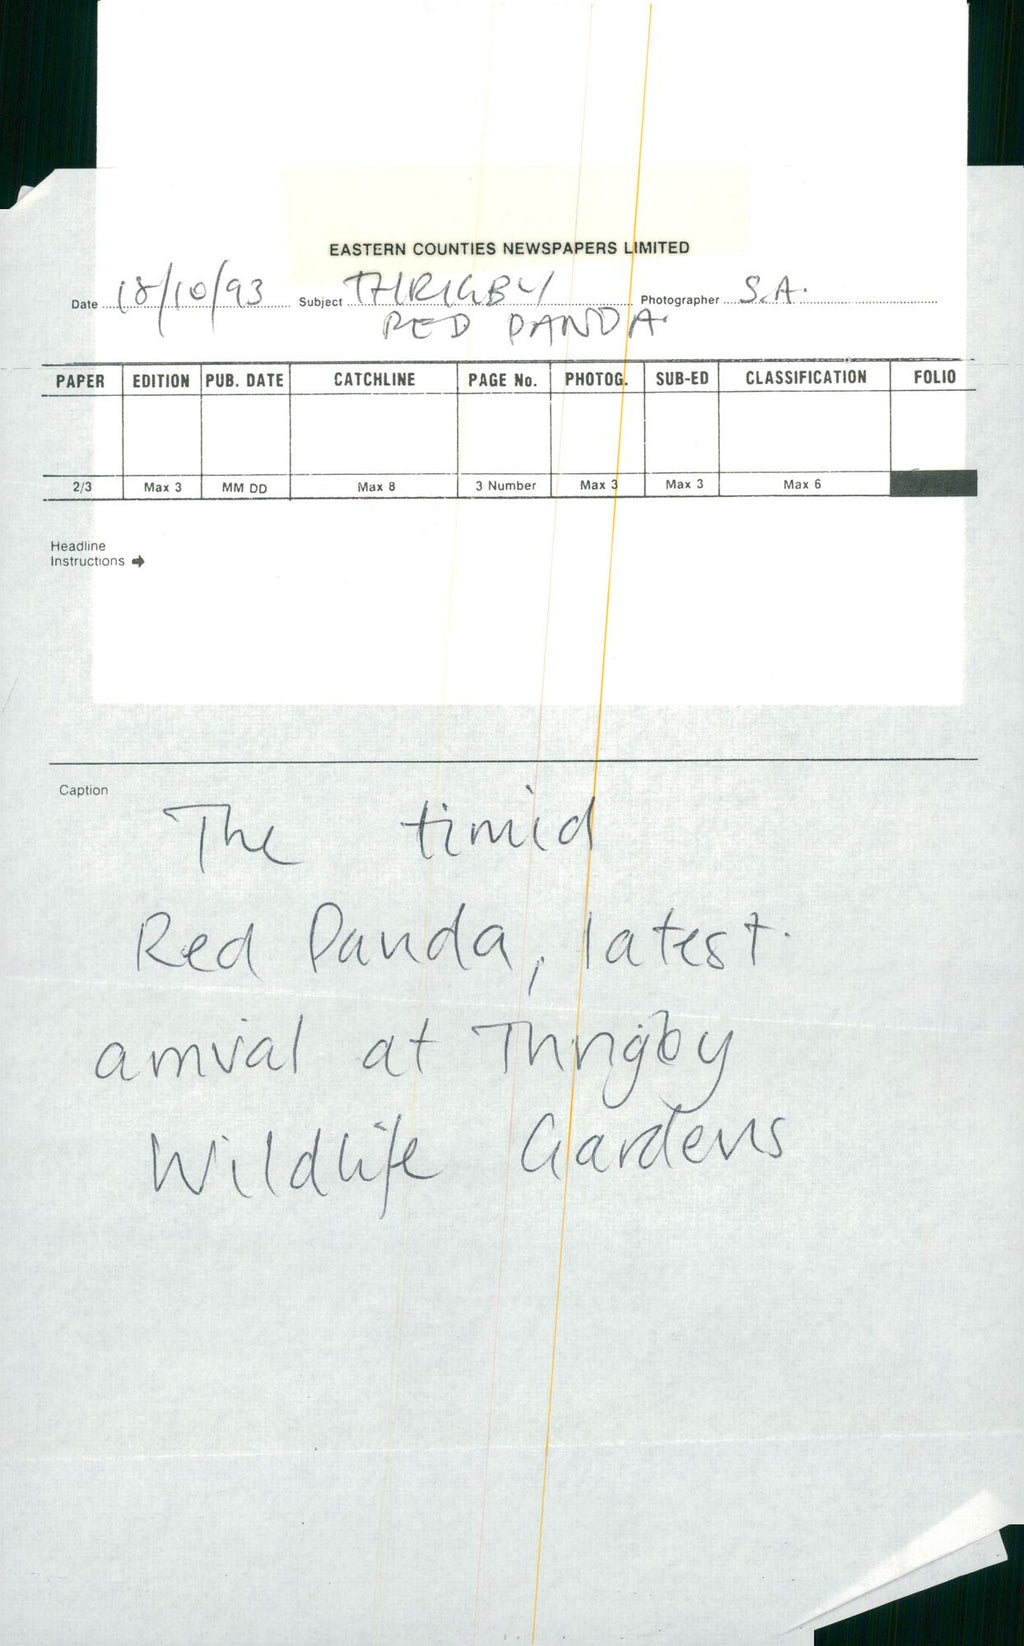 EASTERN COUNTIES NEWSPAPERS LIMITED
Date 18/10/93 Subject THRIGBY Photographer S.A.
RED PANDA.
PAPER EDITION PUB. DATE CATCHLINE PAGE No. PHOTOG. SUB-ED CLASSIFICATION FOLIO
2/3 Max 3 MM DD Max 8 3 Number Max 3 Max 3 Max 6
Headline
Instructions ➔
Caption
The timid
Red Panda, latest
arrival at Thrigby
Wildlife Gardens